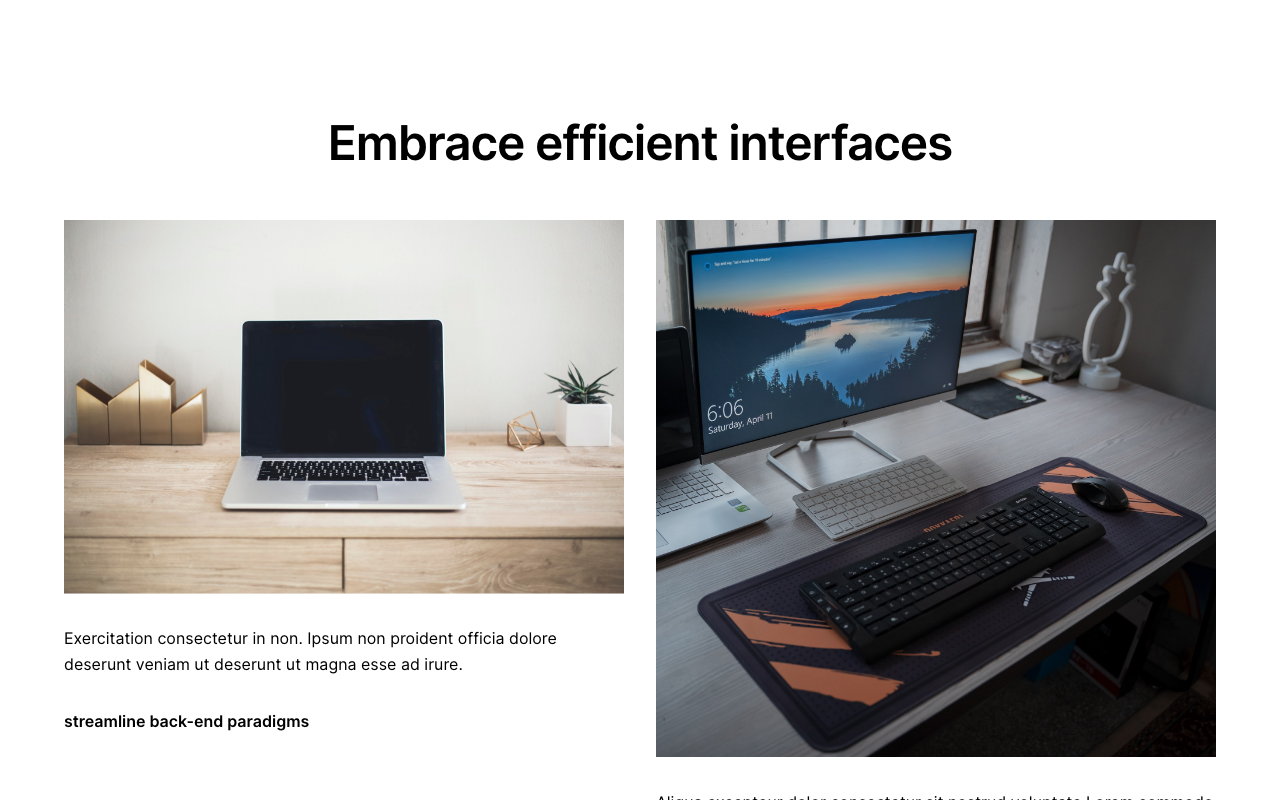 Embrace efficient interfaces
6:06
Saturday, April 11
Exercitation consectetur in non. Ipsum non proident officia dolore
deserunt veniam ut deserunt ut magna esse ad irure.
streamline back-end paradigms